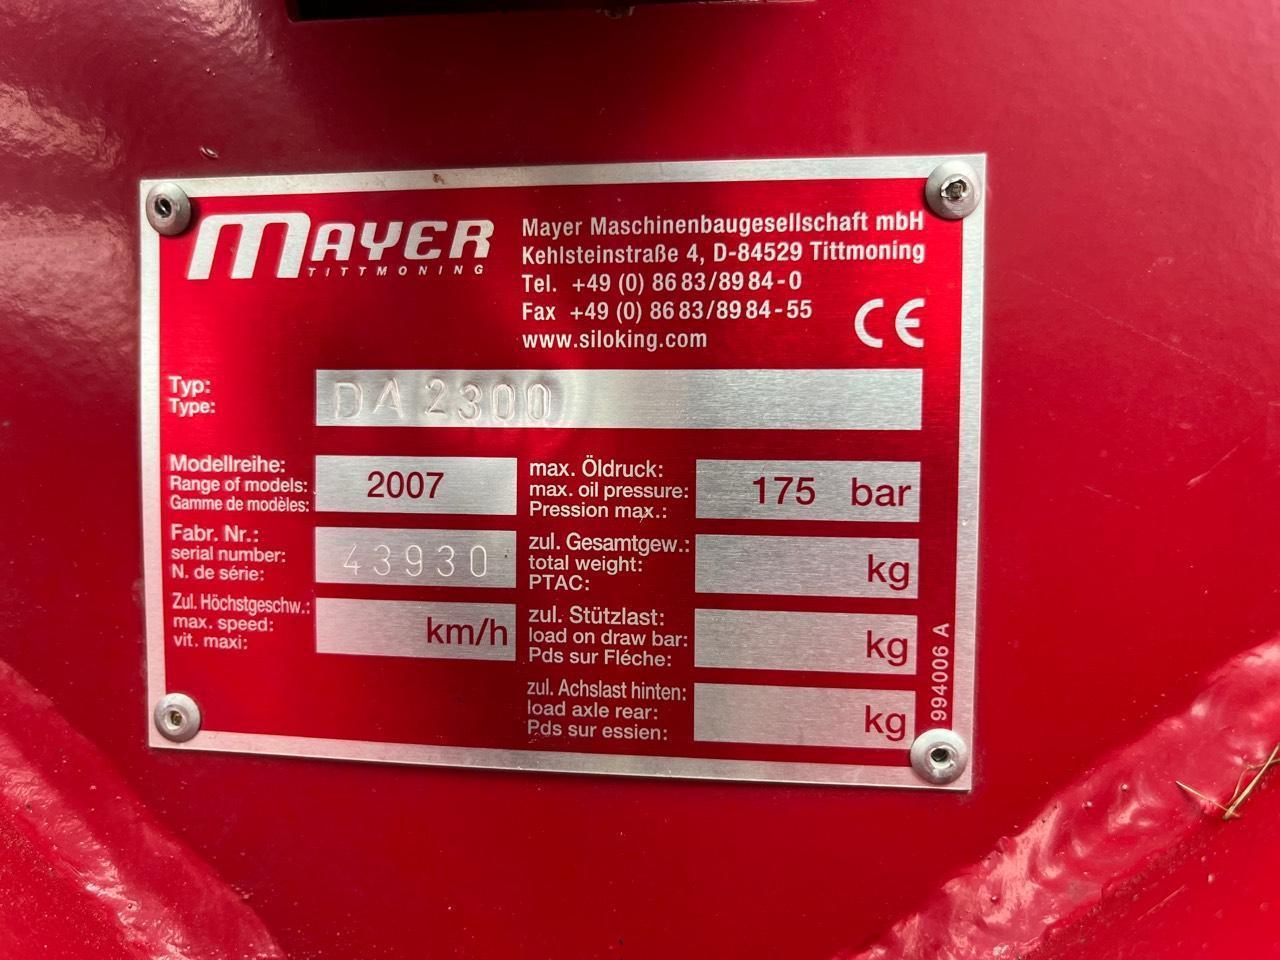 MAYER
TITTMONING
Mayer Maschinenbaugesellschaft mbH
Kehlsteinstraße 4, D-84529 Tittmoning
Tel. +49 (0) 86 83/89 84-0
Fax +49 (0) 86 83/89 84-55
www.siloking.com
CE
Typ:
Type:
DA 2300
Modellreihe:
Range of models:
Gamme de modèles:
2007
max. Öldruck:
max. oil pressure:
Pression max.:
175 bar
Fabr. Nr.:
serial number:
N. de série:
43930
zul. Gesamtgew.:
total weight:
PTAC:
kg
Zul. Höchstgeschw.:
max. speed:
vit. maxi:
km/h
zul. Stützlast:
load on draw bar:
Pds sur Fléche:
kg
zul. Achslast hinten:
load axle rear:
Pds sur essien:
kg
994006 A